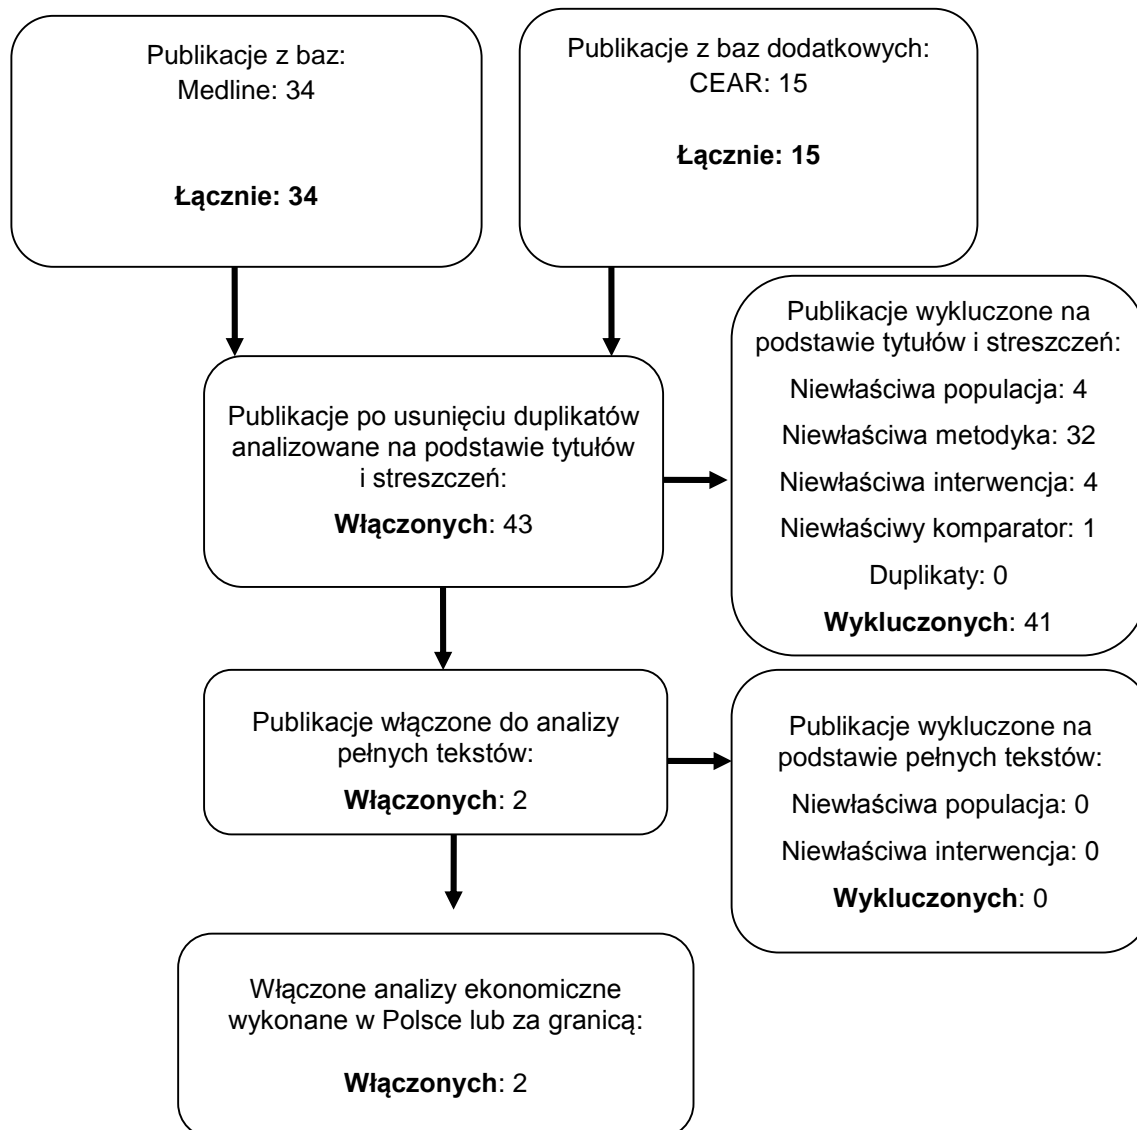 Publikacje z baz:
Medline: 34
Łącznie: 34
Publikacje z baz dodatkowych:
CEAR: 15
Łącznie: 15
Publikacje po usunięciu duplikatów
analizowane na podstawie tytułów
i streszczeń:
Włączonych: 43
Publikacje wykluczone na
podstawie tytułów i streszczeń:
Niewłaściwa populacja: 4
Niewłaściwa metodyka: 32
Niewłaściwa interwencja: 4
Niewłaściwy komparator: 1
Duplikaty: 0
Wykluczonych: 41
Publikacje włączone do analizy
pełnych tekstów:
Włączonych: 2
Publikacje wykluczone na
podstawie pełnych tekstów:
Niewłaściwa populacja: 0
Niewłaściwa interwencja: 0
Wykluczonych: 0
Włączone analizy ekonomiczne
wykonane w Polsce lub za granicą:
Włączonych: 2